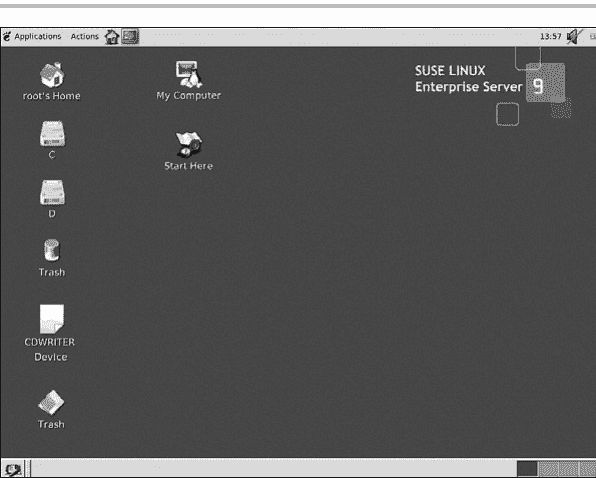 Applications Actions 13:57
SUSE LINUX
Enterprise Server 9
root's Home
My Computer
C
Start Here
D
Trash
CDWRITER
Device
Trash